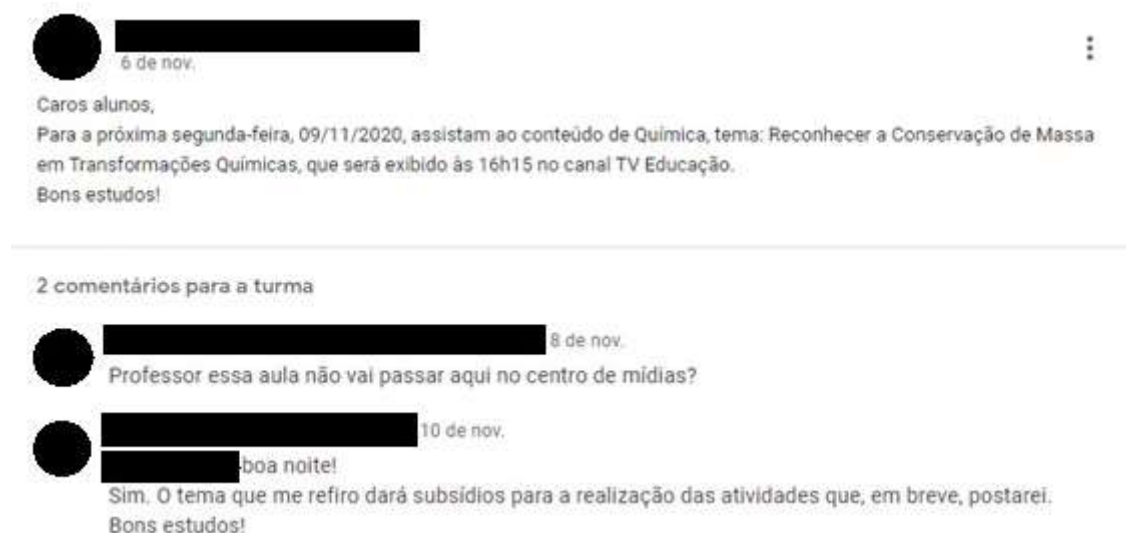 6 de nov.
Caros alunos,
Para a próxima segunda-feira, 09/11/2020, assistam ao conteúdo de Química, tema: Reconhecer a Conservação de Massa
em Transformações Químicas, que será exibido às 16h15 no canal TV Educação.
Bons estudos!
2 comentários para a turma
8 de nov.
Professor essa aula não vai passar aqui no centro de mídias?
10 de nov.
boa noite!
Sim. O tema que me refiro dará subsídios para a realização das atividades que, em breve, postarei.
Bons estudos!